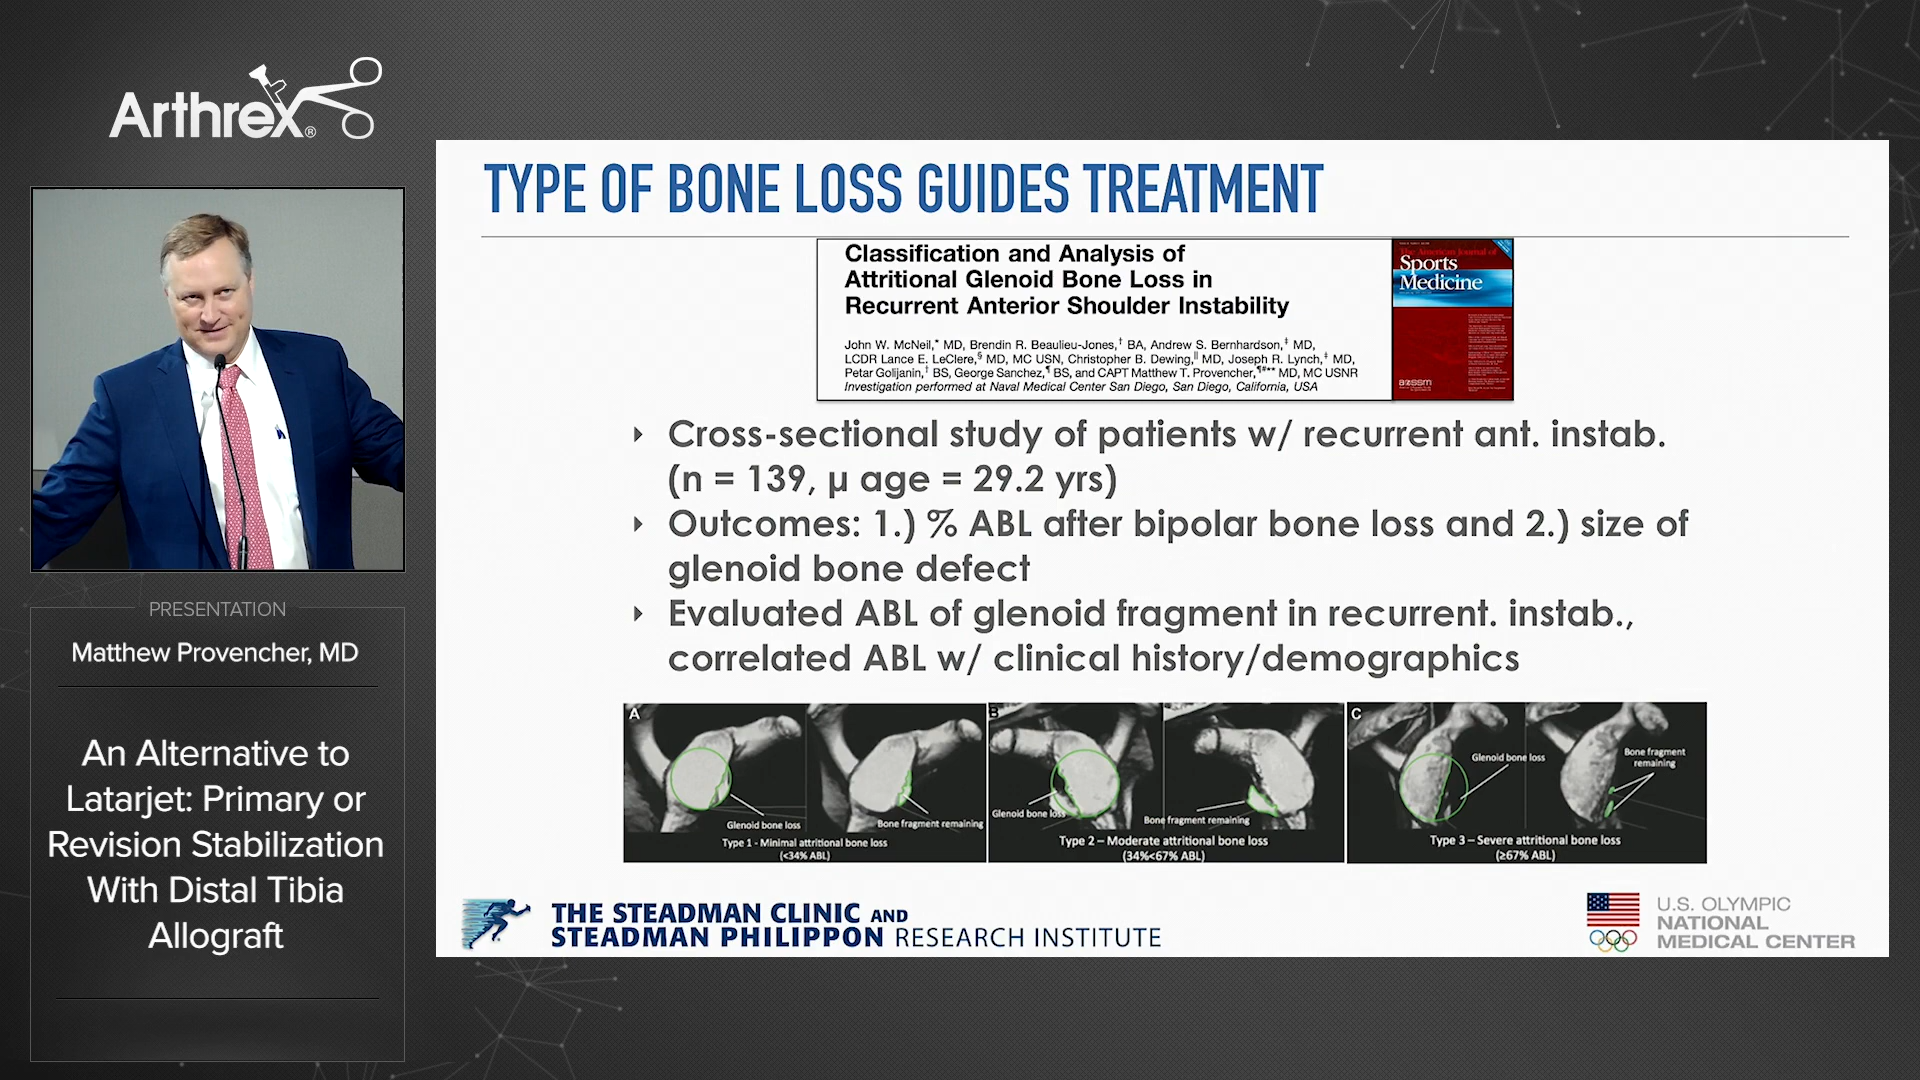 Arthrex®
PRESENTATION
Matthew Provencher, MD
An Alternative to
Latarjet: Primary or
Revision Stabilization
With Distal Tibia
Allograft
TYPE OF BONE LOSS GUIDES TREATMENT
Classification and Analysis of
Attritional Glenoid Bone Loss in
Recurrent Anterior Shoulder Instability
John W. McNeil,* MD, Brendin R. Beaulieu-Jones,† BA, Andrew S. Bernhardson,‡ MD,
LCDR Lance E. LeClere,§ MD, MC USN, Christopher B. Dewing,|| MD, Joseph R. Lynch,‡ MD,
Petar Golijanin,† BS, George Sanchez,¶ BS, and CAPT Matthew T. Provencher,¶#** MD, MC USNR
Investigation performed at Naval Medical Center San Diego, San Diego, California, USA
The American Journal of
Sports
Medicine
aossm
‣ Cross-sectional study of patients w/ recurrent ant. instab.
(n = 139, µ age = 29.2 yrs)
‣ Outcomes: 1.) % ABL after bipolar bone loss and 2.) size of
glenoid bone defect
‣ Evaluated ABL of glenoid fragment in recurrent. instab.,
correlated ABL w/ clinical history/demographics
A
Glenoid bone loss
Bone fragment remaining
Type 1 - Minimal attritional bone loss
(<34% ABL)
B
Glenoid bone loss
Bone fragment remaining
Type 2 – Moderate attritional bone loss
(34%<67% ABL)
C
Glenoid bone loss
Bone fragment
remaining
Type 3 – Severe attritional bone loss
(≥67% ABL)
THE STEADMAN CLINIC AND
STEADMAN PHILIPPON RESEARCH INSTITUTE
U.S. OLYMPIC
NATIONAL
MEDICAL CENTER